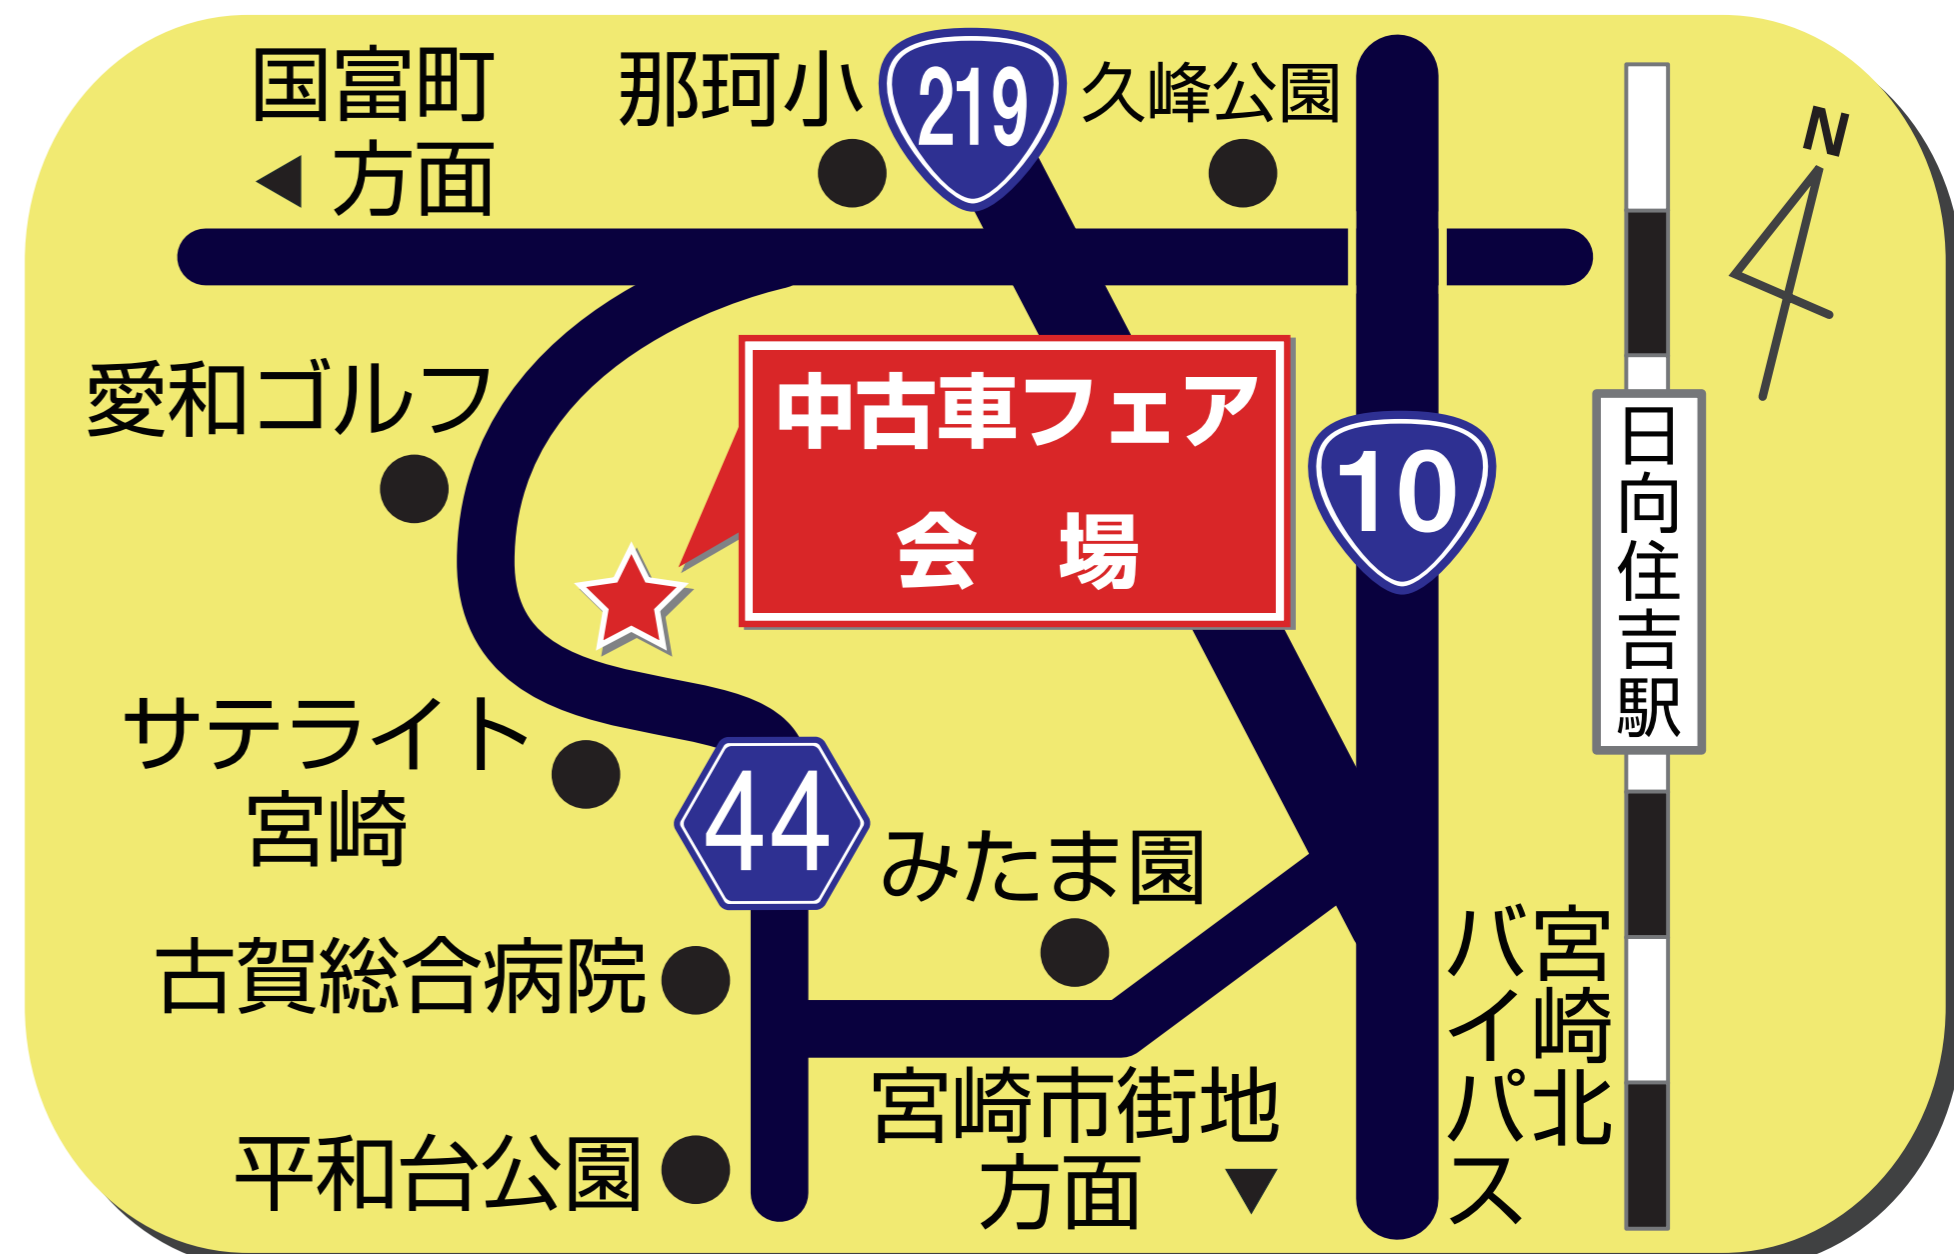 国富町
方面
那珂小
219
久峰公園
N
愛和ゴルフ
中古車フェア
会 場
10
日向住吉駅
サテライト
宮崎
44
みたま園
古賀総合病院
宮崎北
バイパス
平和台公園
宮崎市街地
方面